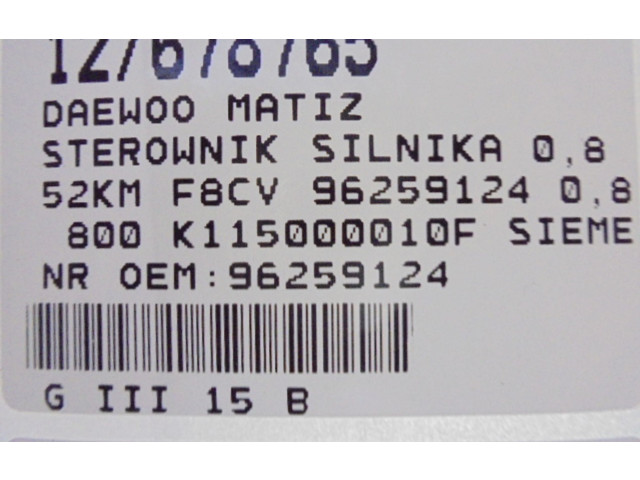 127678765
DAEWOO MATIZ
STEROWNIK SILNIKA 0,8
52KM F8CV 96259124 0,8
800 K115000010F SIEME
NR OEM:96259124
G III 15 B